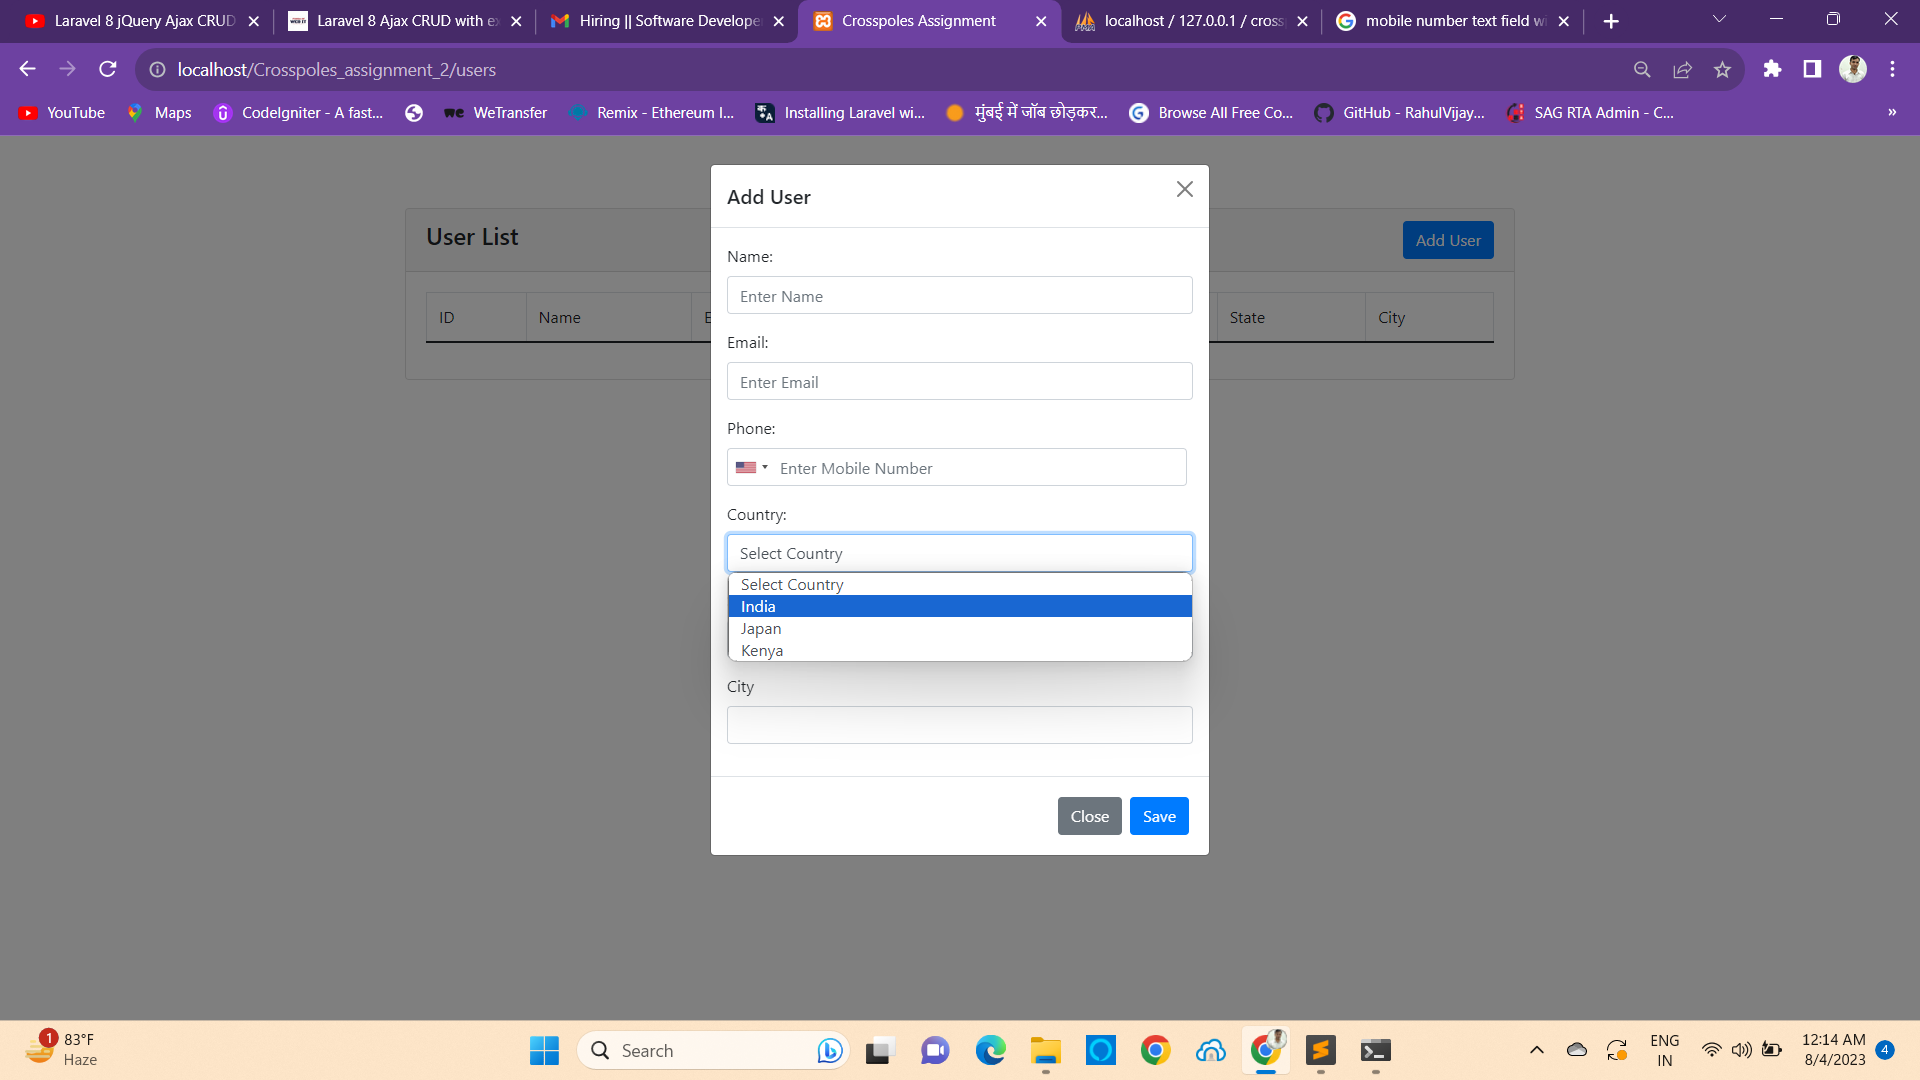 Laravel 8 jQuery Ajax CRUD
Laravel 8 Ajax CRUD with ex
Hiring || Software Develope
Crosspoles Assignment
localhost / 127.0.0.1 / cross
mobile number text field wi
localhost/Crosspoles_assignment_2/users
YouTube
Maps
CodeIgniter - A fast...
WeTransfer
Remix - Ethereum I...
Installing Laravel wi...
मुंबई में जॉब छोड़कर...
Browse All Free Co...
GitHub - RahulVijay...
SAG RTA Admin - C...
»
Add User
User List
Add User
ID
Name
E
State
City
Name:
Enter Name
Email:
Enter Email
Phone:
Enter Mobile Number
Country:
Select Country
Select Country
India
Japan
Kenya
City
Close
Save
1
83°F
Haze
Search
ENG
IN
12:14 AM
8/4/2023
4